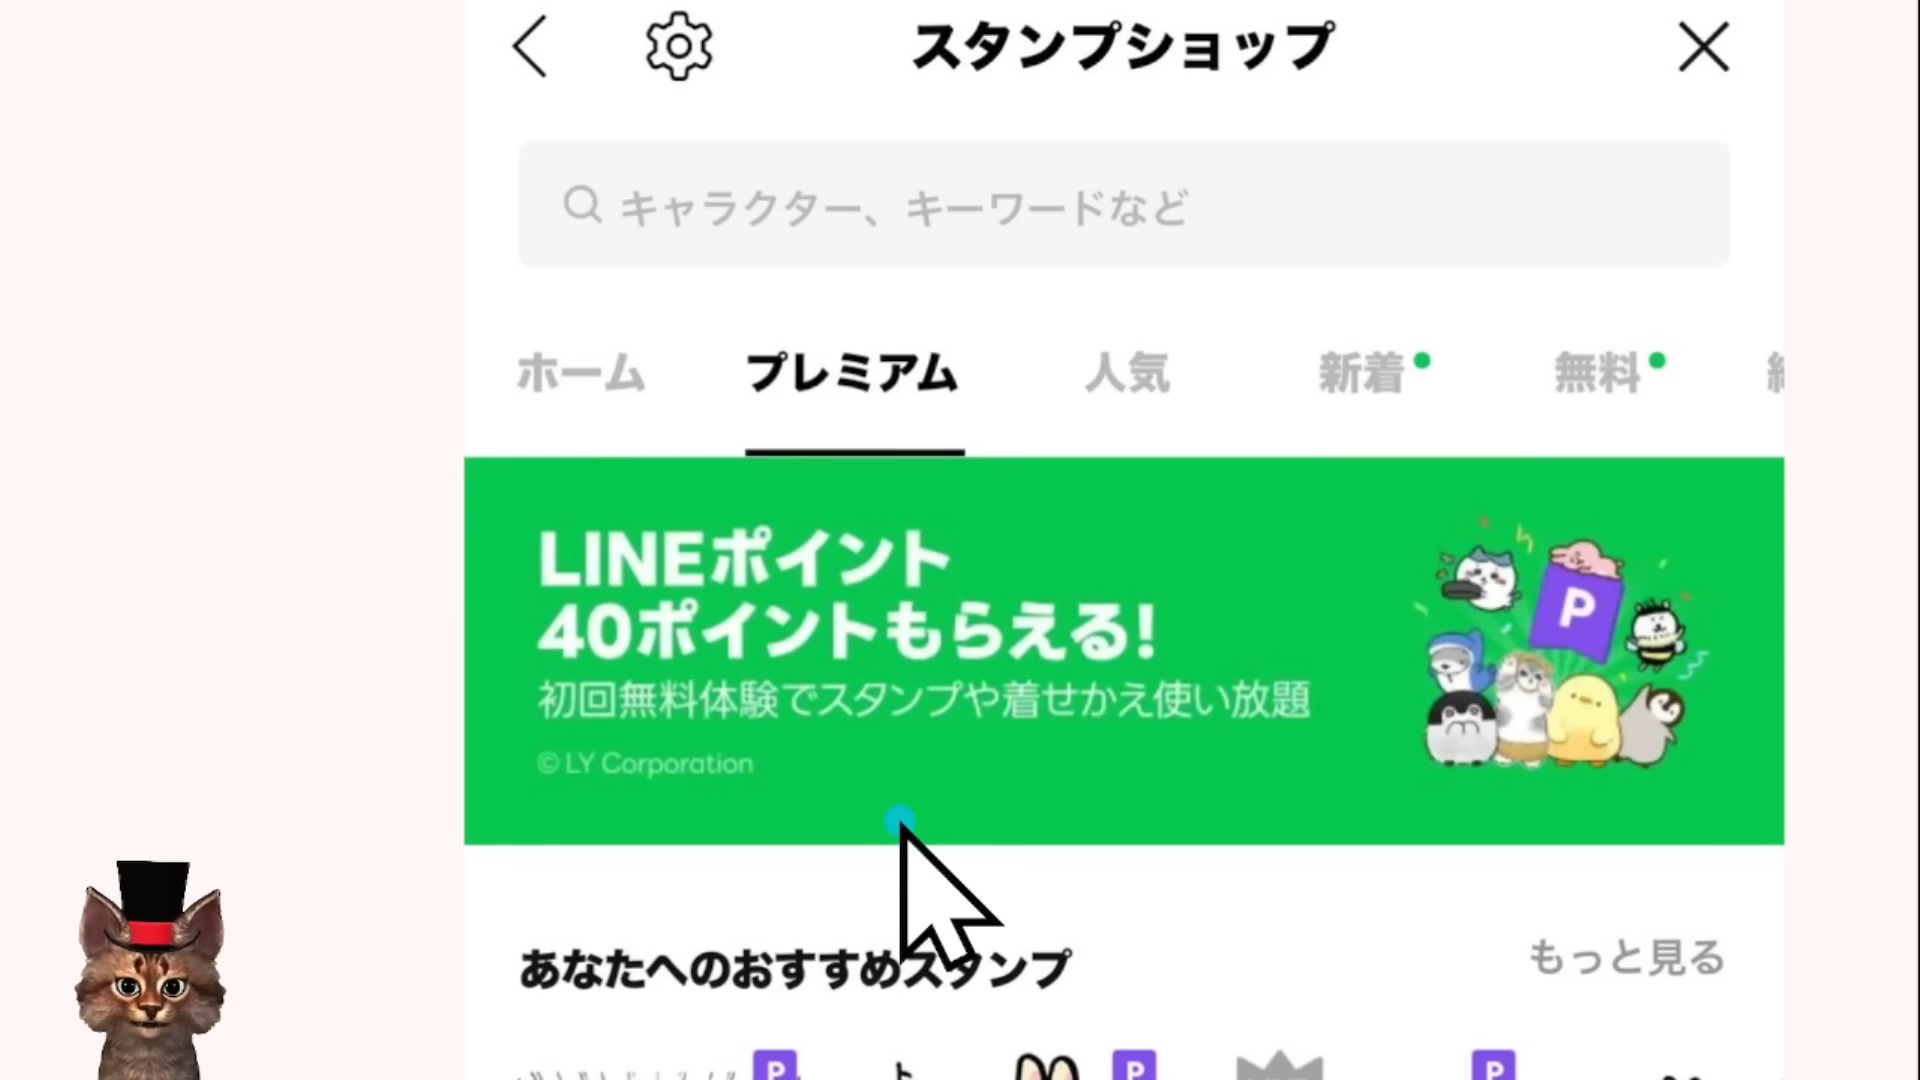 スタンプショップ
キャラクター、キーワードなど
ホーム プレミアム 人気 新着 無料
LINEポイント
40ポイントもらえる!
初回無料体験でスタンプや着せかえ使い放題
© LY Corporation
P
あなたへのおすすめスタンプ もっと見る
P P P